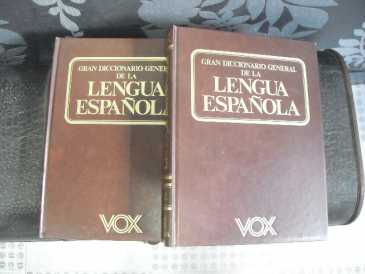 GRAN DICCIONARIO GENERAL
DE LA
LENGUA
ESPAÑOLA
VOX
GRAN DICCIONARIO GENERAL
DE LA
LENGUA
ESPAÑOLA
VOX